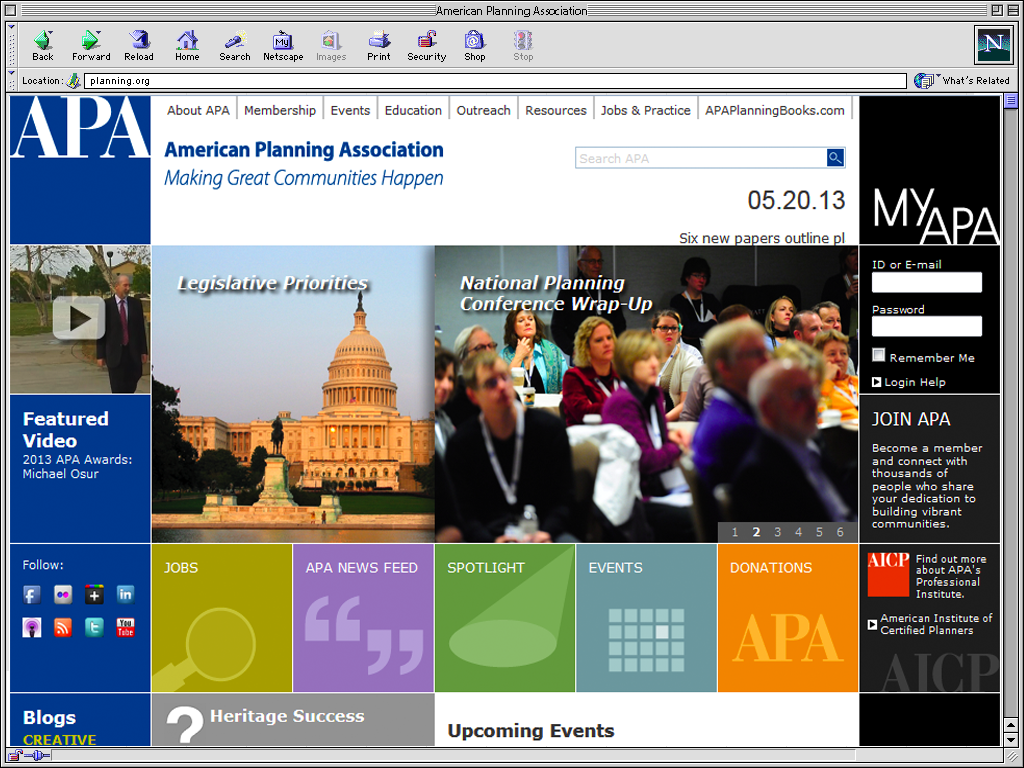 American Planning Association
Back Forward Reload Home Search Netscape Images Print Security Shop Stop
My
N
Location: planning.org What's Related
APA
About APA Membership Events Education Outreach Resources Jobs & Practice APAPlanningBooks.com
American Planning Association
Making Great Communities Happen
Search APA
05.20.13
Six new papers outline pl
MY
APA
ID or E-mail
Password
Remember Me
Login Help
Legislative Priorities
National Planning
Conference Wrap-Up
1 2 3 4 5 6
Featured
Video
2013 APA Awards:
Michael Osur
JOIN APA
Become a member
and connect with
thousands of
people who share
your dedication to
building vibrant
communities.
Follow:
f
in
You
Tube
t
JOBS
APA NEWS FEED
SPOTLIGHT
EVENTS
DONATIONS
APA
AICP
Find out more
about APA's
Professional
Institute.
American Institute of
Certified Planners
AICP
Blogs
CREATIVE
?
Heritage Success
Upcoming Events